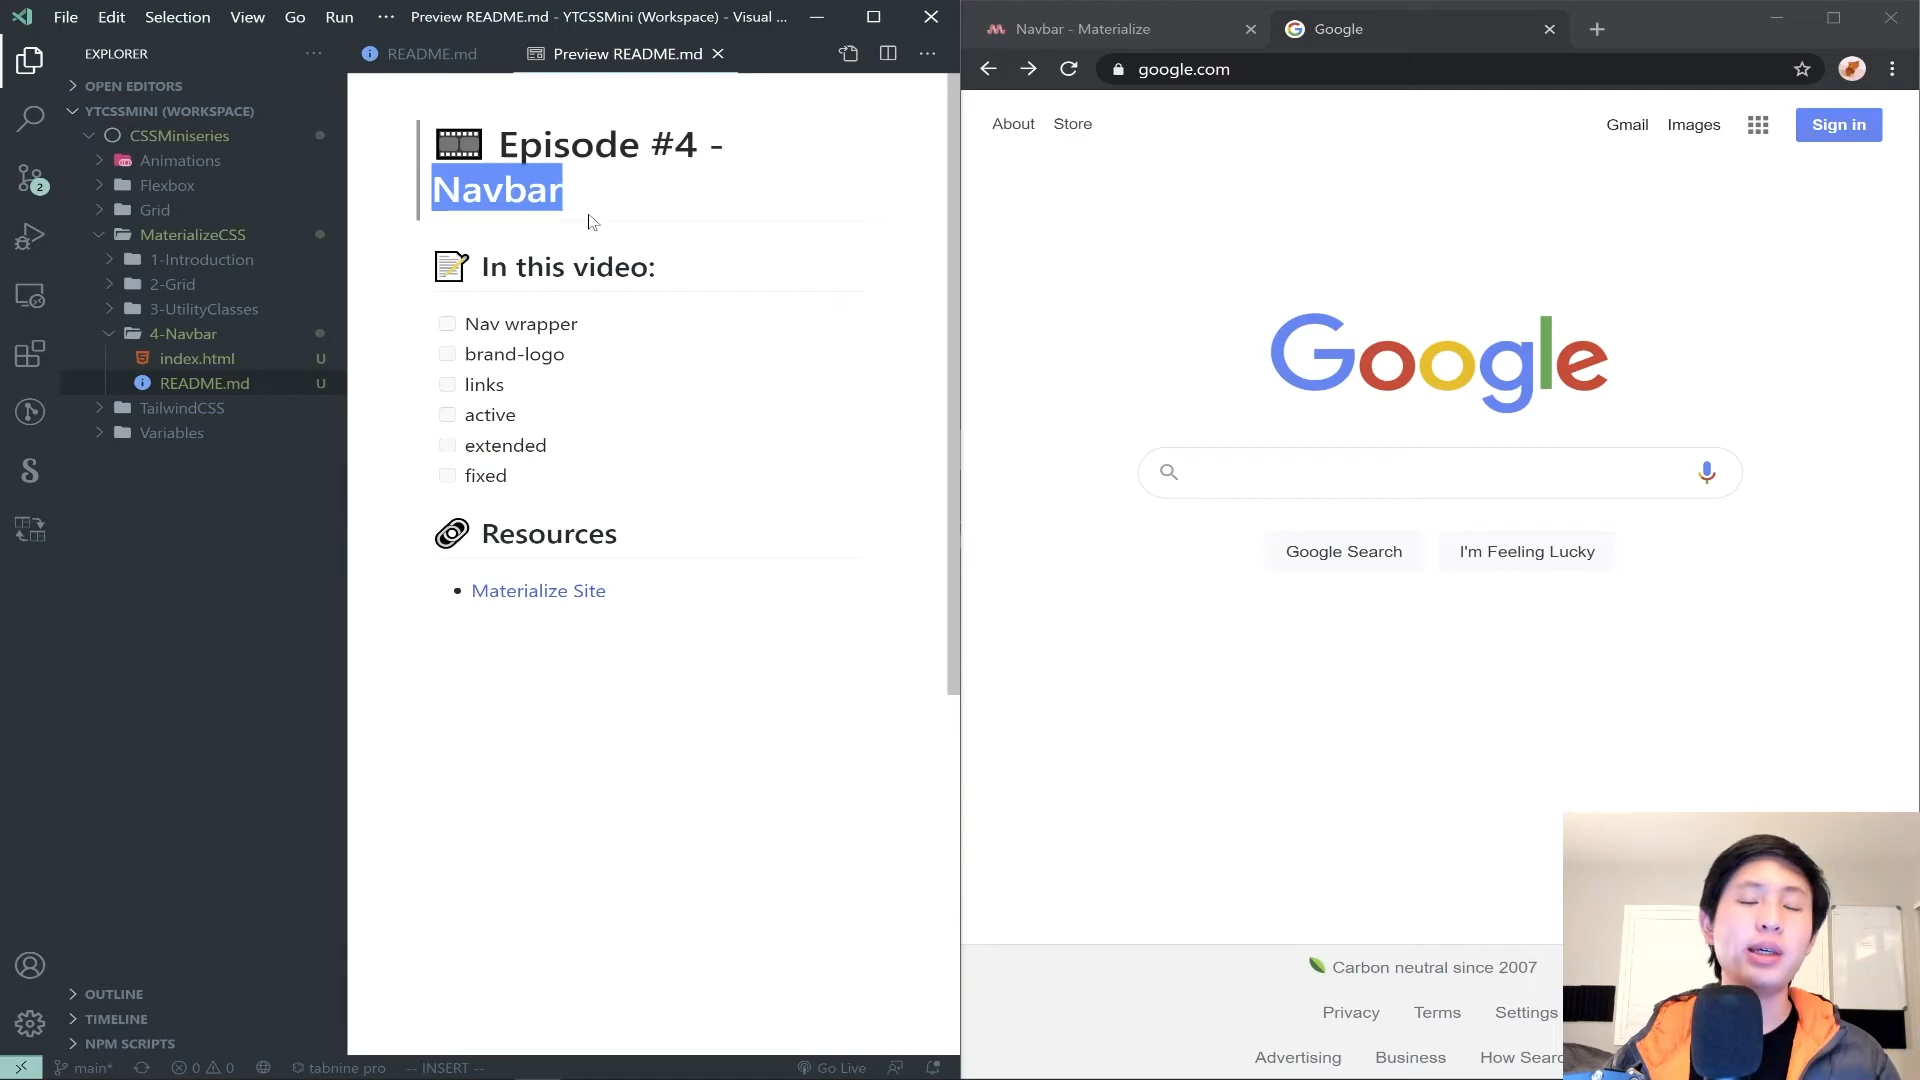 File Edit Selection View Go Run ··· Preview README.md - YTCSSMini (Workspace) - Visual ...
EXPLORER
OPEN EDITORS
YTCSSMINI (WORKSPACE)
CSSMiniseries
Animations
Flexbox
Grid
MaterializeCSS
1-Introduction
2-Grid
3-UtilityClasses
4-Navbar
index.html U
README.md U
TailwindCSS
Variables
2
OUTLINE
TIMELINE
NPM SCRIPTS
README.md Preview README.md
Episode #4 -
Navbar
In this video:
Nav wrapper
brand-logo
links
active
extended
fixed
Resources
• Materialize Site
main* 0 0 tabnine pro -- INSERT -- Go Live
Navbar - Materialize Google
google.com
About Store Gmail Images Sign in
Google
Google Search I'm Feeling Lucky
Carbon neutral since 2007
Privacy Terms Settings
Advertising Business How Searc